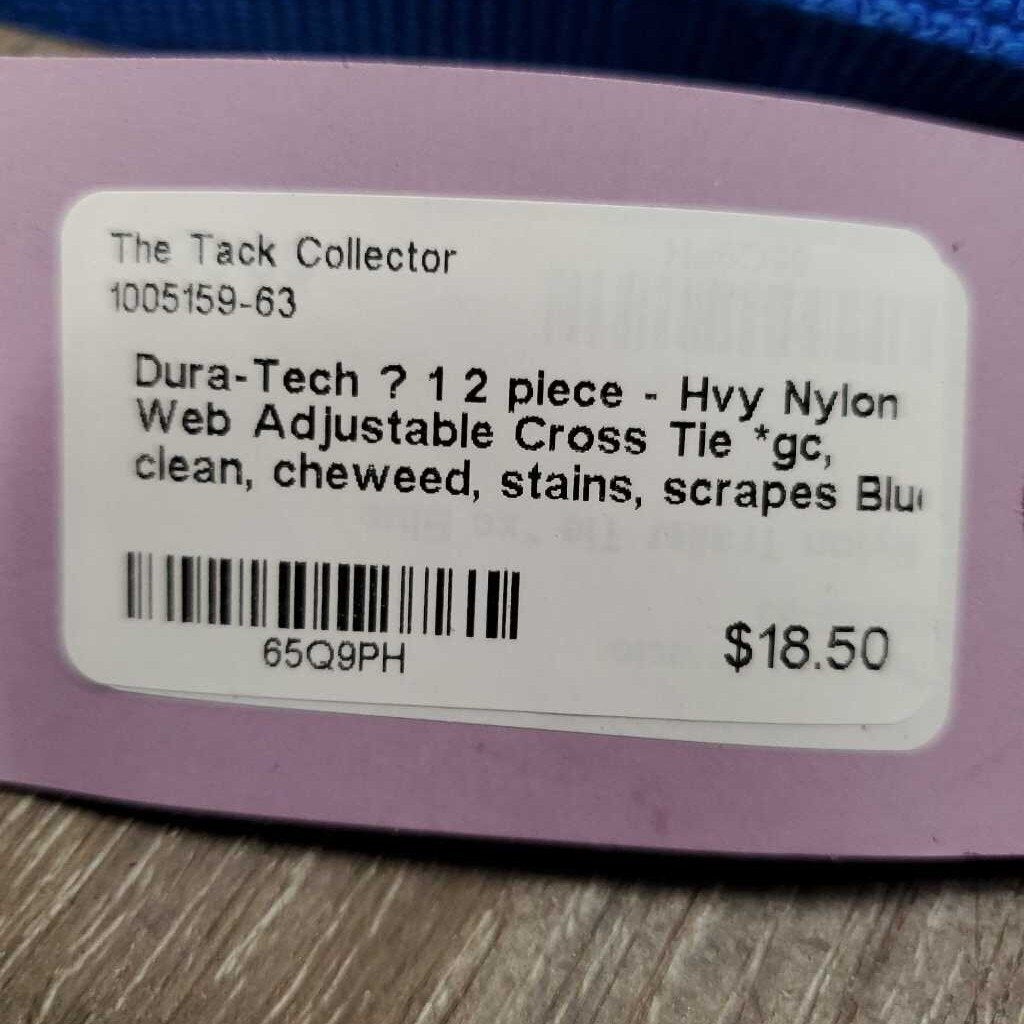 The Tack Collector
1005159-63
Dura-Tech ? 1 2 piece - Hvy Nylon
Web Adjustable Cross Tie *gc,
clean, cheweed, stains, scrapes Blu
65Q9PH
$18.50